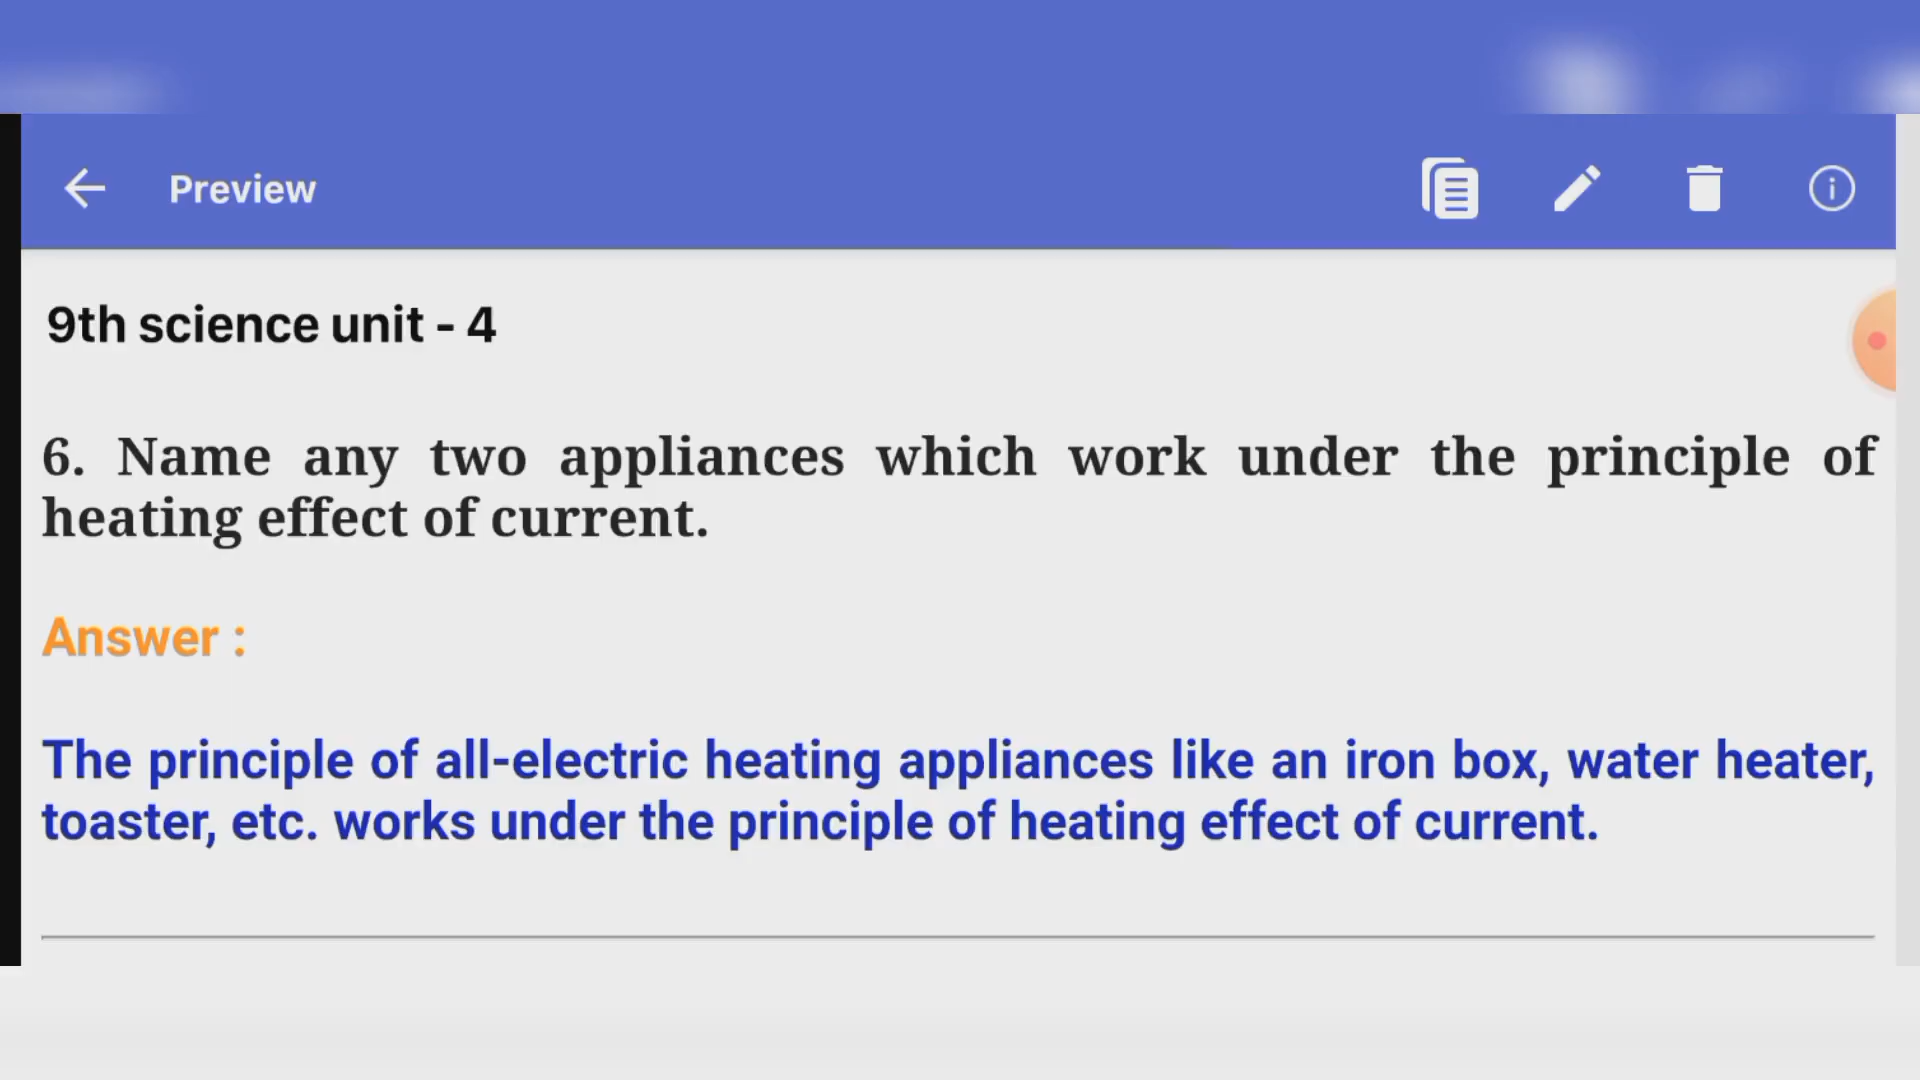 Preview
9th science unit - 4
6. Name any two appliances which work under the principle of
heating effect of current.
Answer :
The principle of all-electric heating appliances like an iron box, water heater,
toaster, etc. works under the principle of heating effect of current.